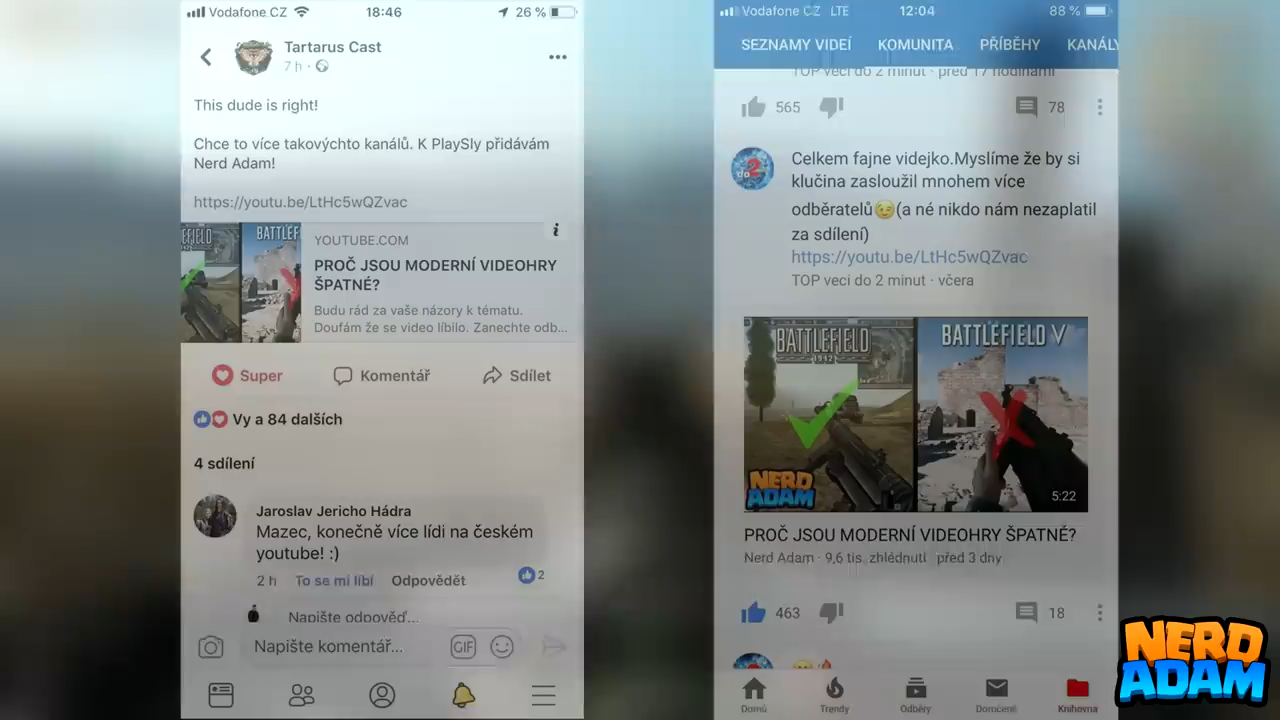 Vodafone CZ
18:46
26 %
Tartarus Cast
7 h ·
This dude is right!
Chce to více takovýchto kanálů. K PlaySly přidávám
Nerd Adam!
https://youtu.be/LtHc5wQZvac
BATTLEFI
YOUTUBE.COM
PROČ JSOU MODERNÍ VIDEOHRY
ŠPATNÉ?
Budu rád za vaše názory k tématu.
Doufám že se video líbilo. Zanechte odb...
Super
Komentář
Sdílet
Vy a 84 dalších
4 sdílení
Jaroslav Jericho Hádra
Mazec, konečně více lídi na českém
youtube! :)
2 h To se mi líbí Odpovědět
2
Napište odpověď...
Napište komentář...
GIF
Vodafone CZ LTE
12:04
88 %
SEZNAMY VIDEÍ KOMUNITA PŘÍBĚHY KANÁLY
TOP veci do 2 minut · před 17 hodinami
565
78
do 2
Celkem fajne videjko.Myslíme že by si
klučina zasloužil mnohem více
odběratelů😉(a né nikdo nám nezaplatil
za sdílení)
https://youtu.be/LtHc5wQZvac
TOP veci do 2 minut · včera
BATTLEFIELD
1942
BATTLEFIELD V
NERD
ADAM
5:22
PROČ JSOU MODERNÍ VIDEOHRY ŠPATNÉ?
Nerd Adam · 9,6 tis. zhlédnutí · před 3 dny
463
18
Domů
Trendy
Odběry
Doručené
Knihovna
NERD
ADAM